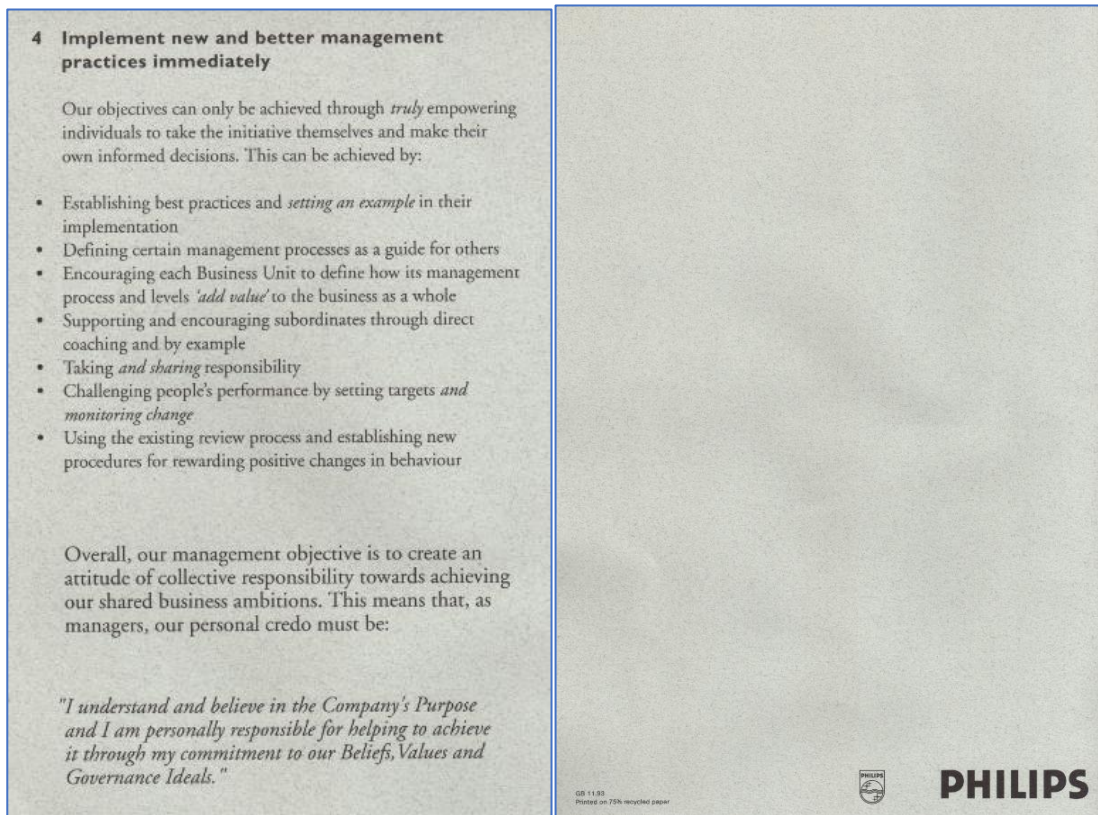 4 Implement new and better management
practices immediately
Our objectives can only be achieved through truly empowering
individuals to take the initiative themselves and make their
own informed decisions. This can be achieved by:
• Establishing best practices and setting an example in their
implementation
• Defining certain management processes as a guide for others
• Encouraging each Business Unit to define how its management
process and levels 'add value' to the business as a whole
• Supporting and encouraging subordinates through direct
coaching and by example
• Taking and sharing responsibility
• Challenging people's performance by setting targets and
monitoring change
• Using the existing review process and establishing new
procedures for rewarding positive changes in behaviour
Overall, our management objective is to create an
attitude of collective responsibility towards achieving
our shared business ambitions. This means that, as
managers, our personal credo must be:
"I understand and believe in the Company's Purpose
and I am personally responsible for helping to achieve
it through my commitment to our Beliefs, Values and
Governance Ideals."
GB 11.93
Printed on 75% recycled paper
PHILIPS
PHILIPS